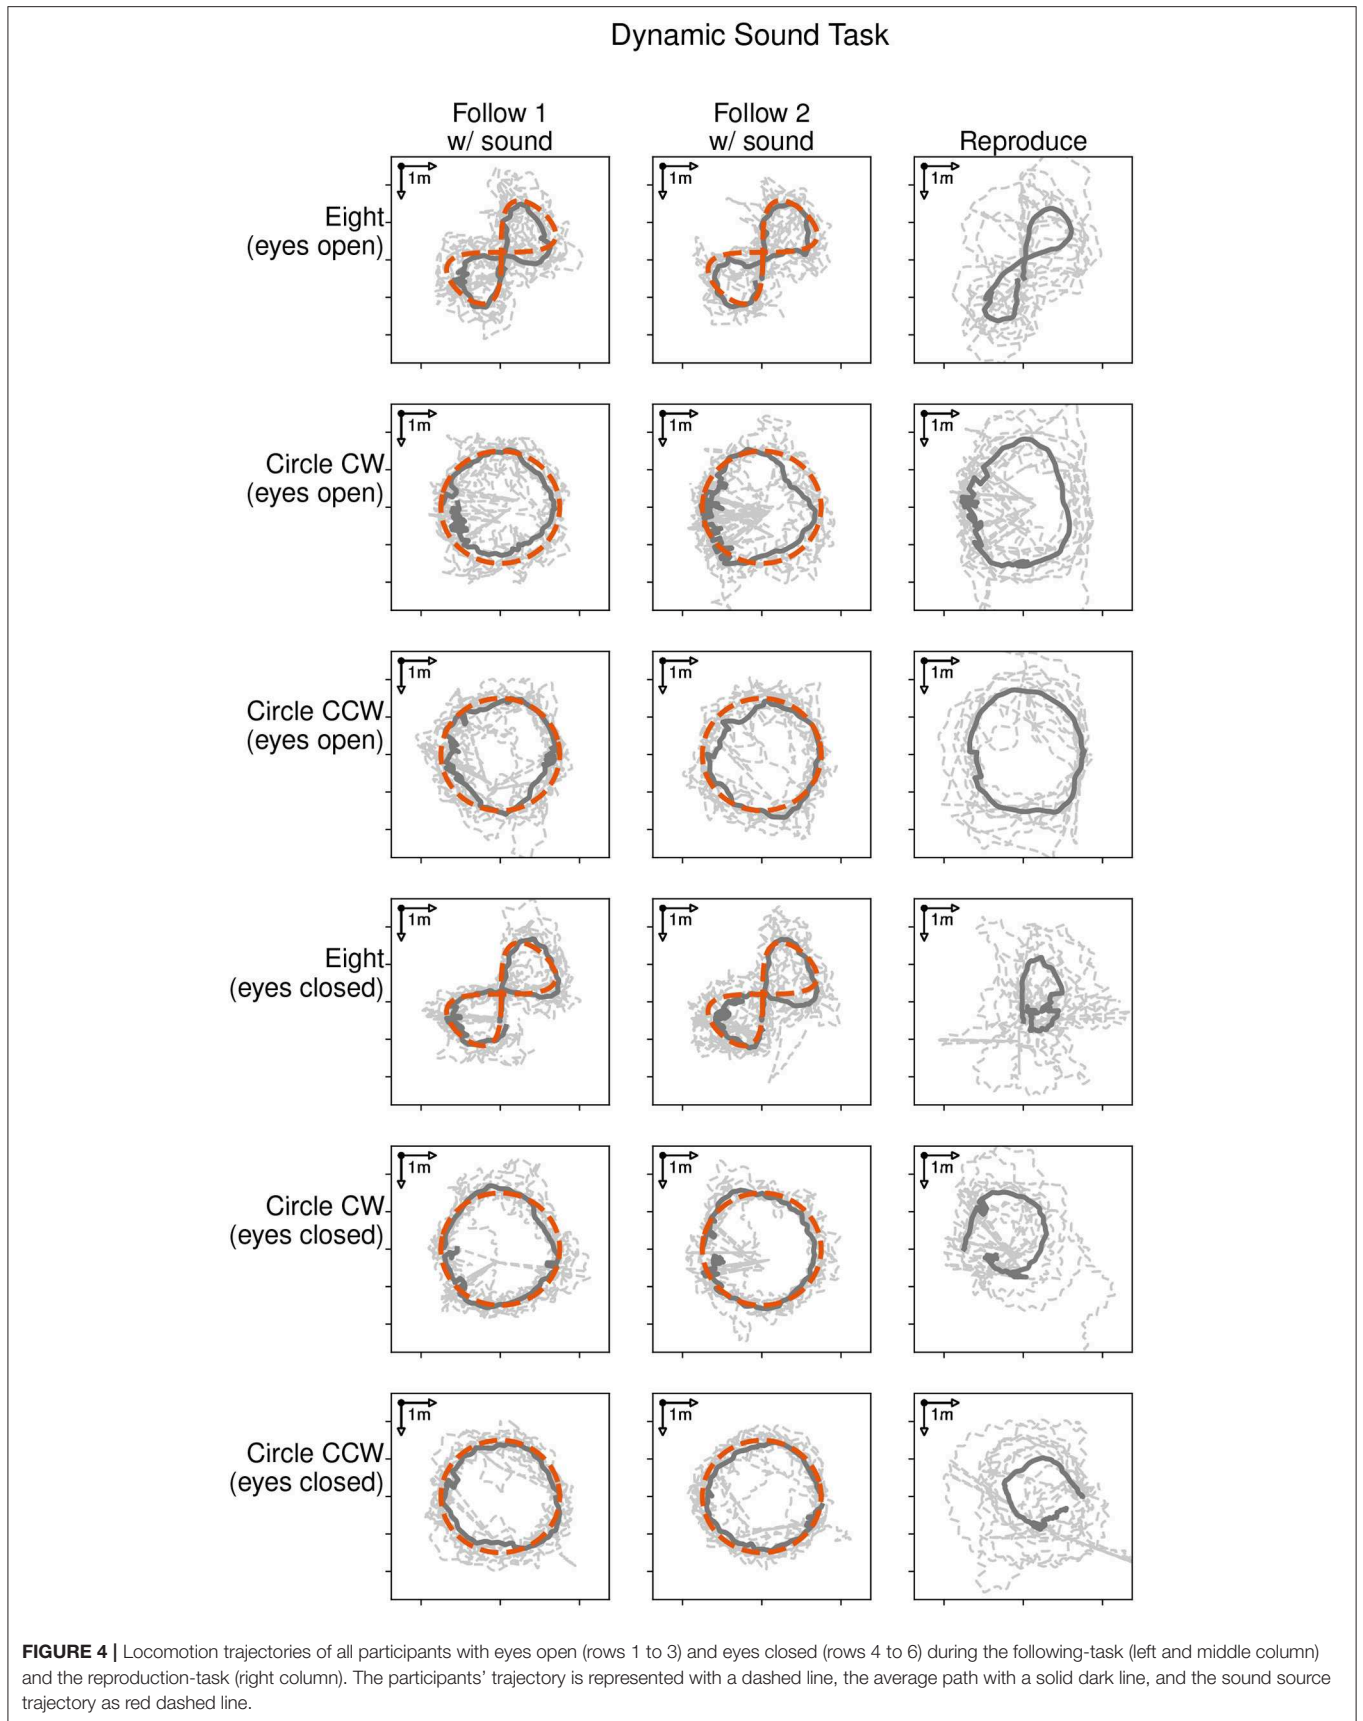 Dynamic Sound Task
Follow 1
w/ sound
Follow 2
w/ sound
Reproduce
Eight
(eyes open)
1m
1m
1m
Circle CW
(eyes open)
1m
1m
1m
Circle CCW
(eyes open)
1m
1m
1m
Eight
(eyes closed)
1m
1m
1m
Circle CW
(eyes closed)
1m
1m
1m
Circle CCW
(eyes closed)
1m
1m
1m
FIGURE 4 | Locomotion trajectories of all participants with eyes open (rows 1 to 3) and eyes closed (rows 4 to 6) during the following-task (left and middle column)
and the reproduction-task (right column). The participants' trajectory is represented with a dashed line, the average path with a solid dark line, and the sound source
trajectory as red dashed line.